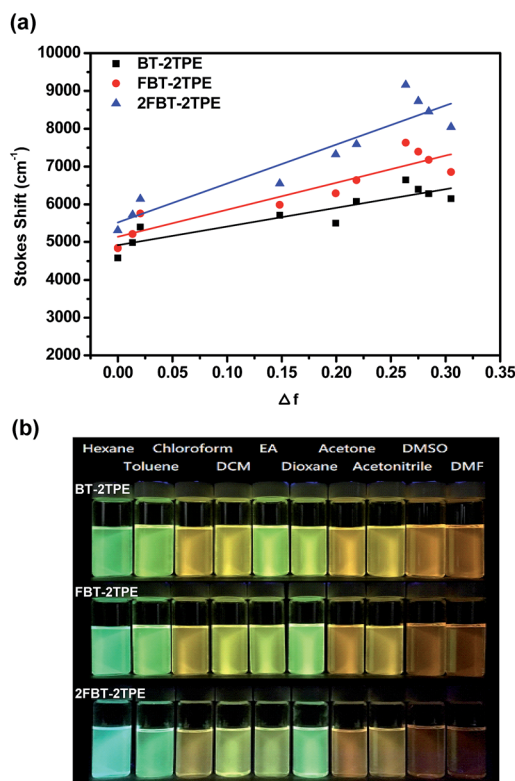 (a)
10000
9000
8000
7000
6000
5000
4000
3000
2000
Stokes Shift (cm⁻¹)
BT-2TPE
FBT-2TPE
2FBT-2TPE
0.00 0.05 0.10 0.15 0.20 0.25 0.30 0.35
Δf
(b)
Hexane Chloroform EA Acetone DMSO
Toluene DCM Dioxane Acetonitrile DMF
BT-2TPE
FBT-2TPE
2FBT-2TPE